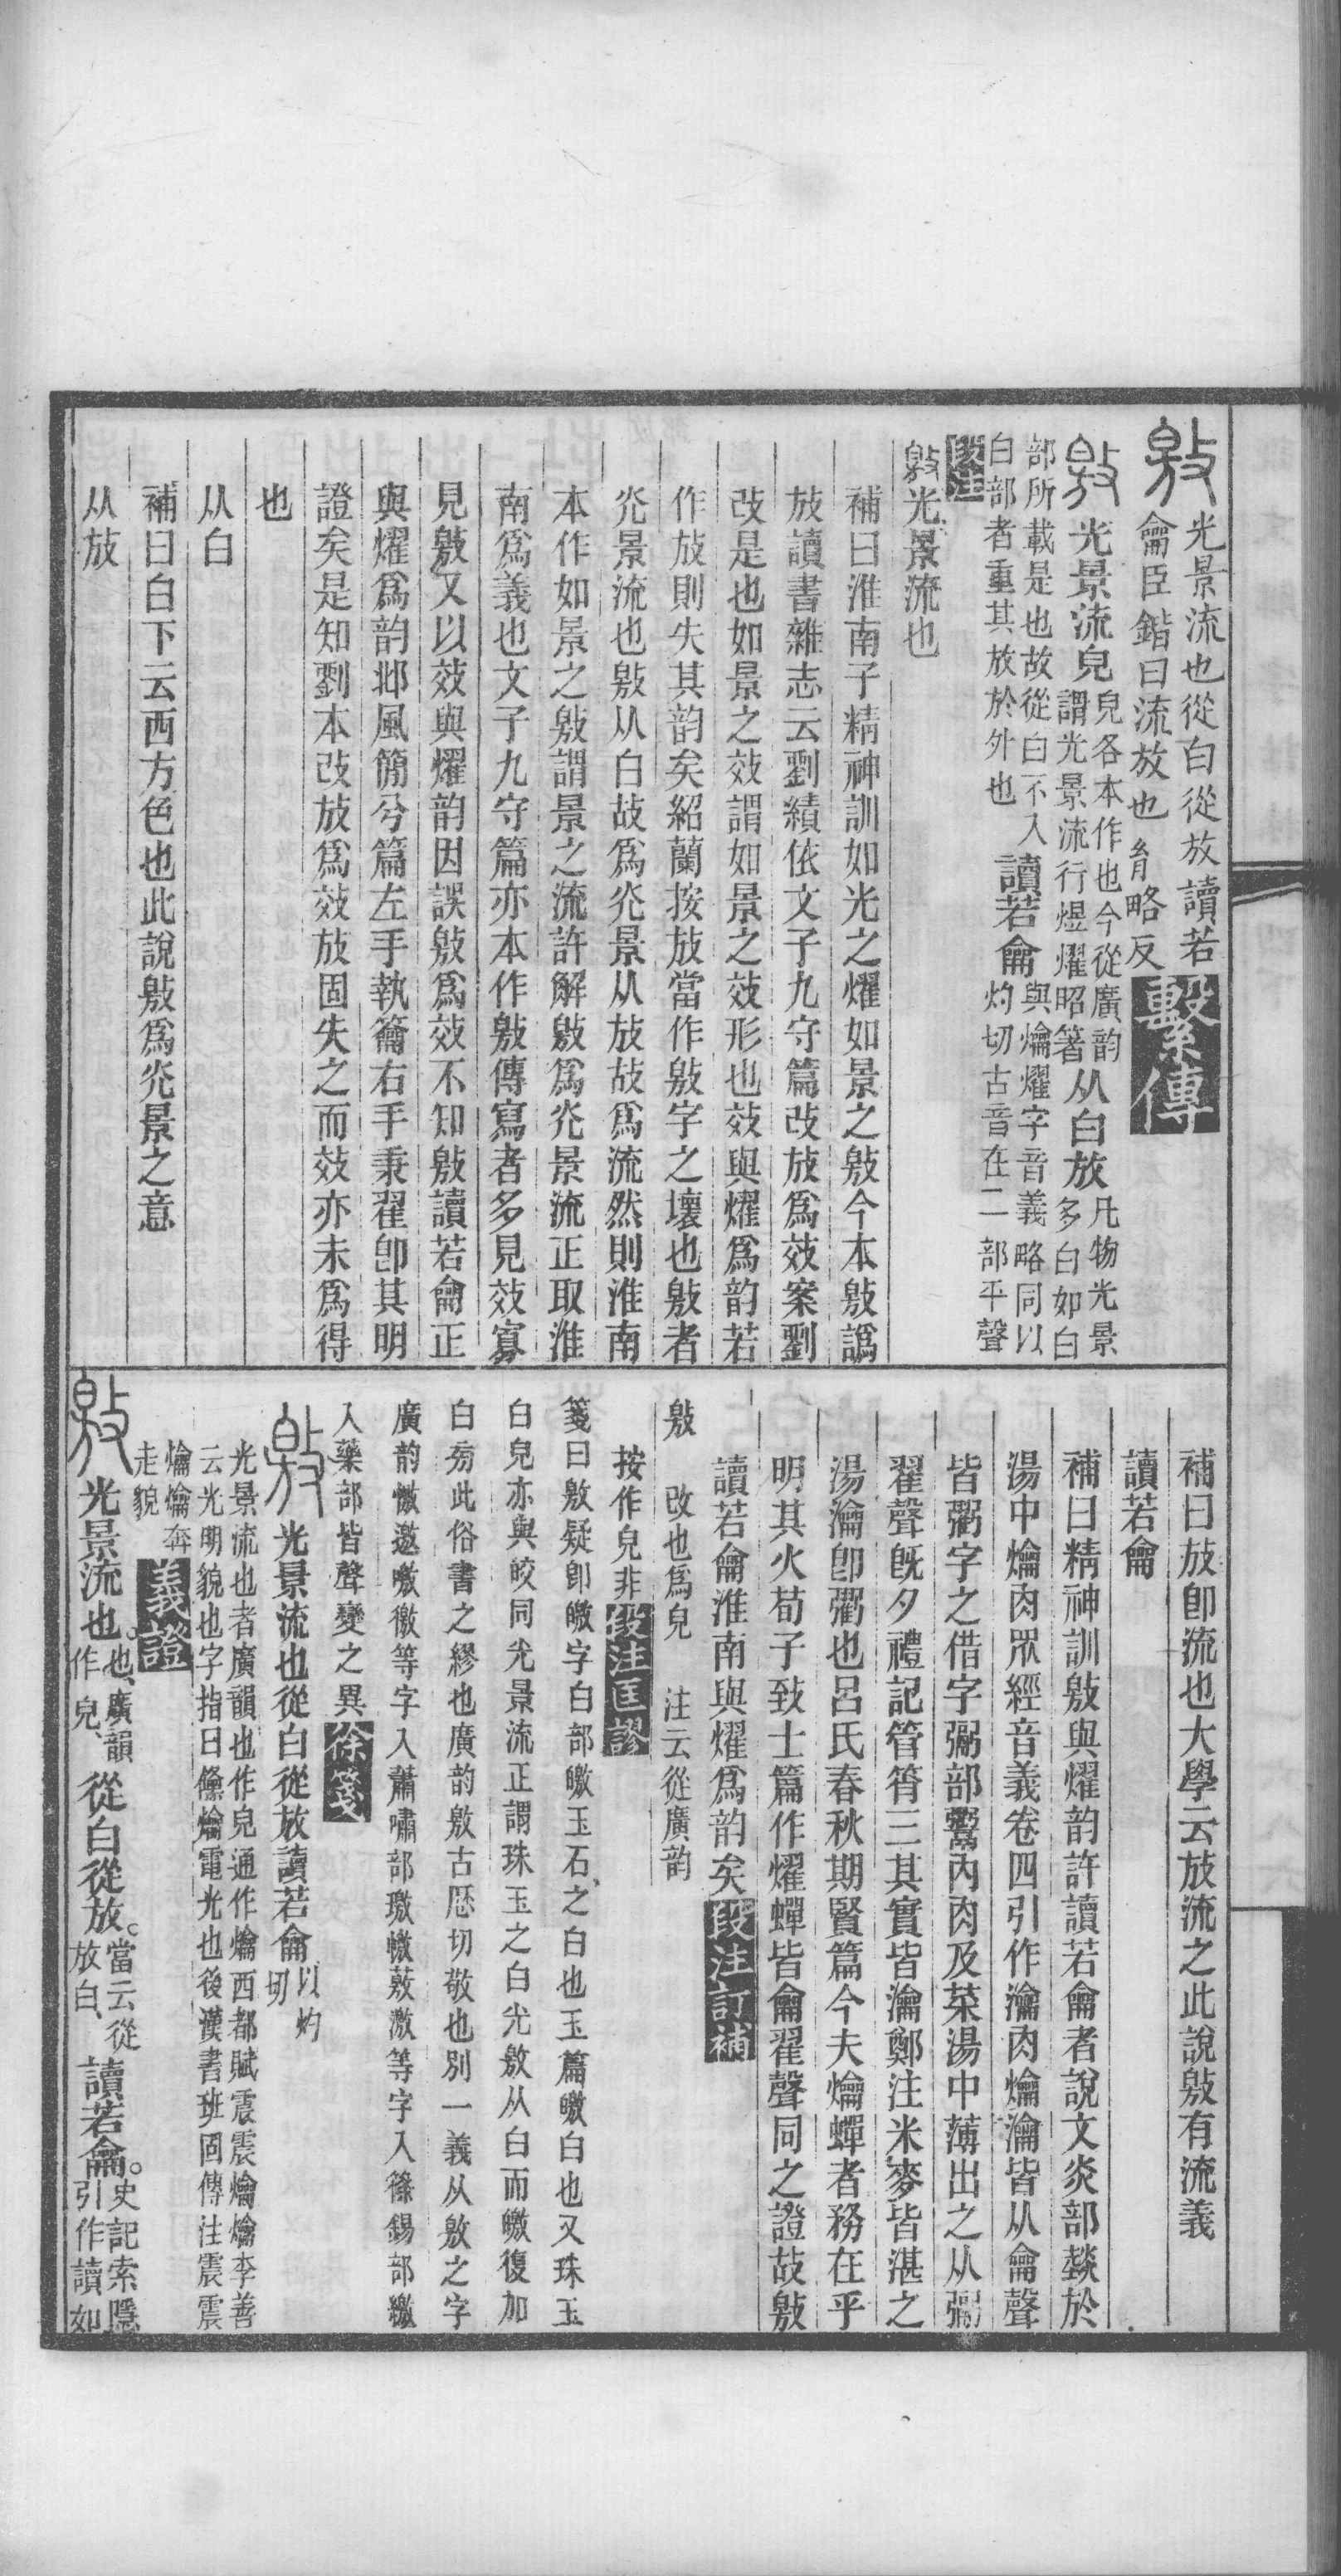 敫
光景流也從白從放讀若
龠臣鍇曰流放也
胷略反
繫傳
敫
光景流皃
皃各本作也今從廣韵
謂光景流行煜燿昭箸
从白放
凡物光景
多白如白
部所載是也故從白不入
白部者重其放於外也
讀若龠
與爚燿字音義略同以
灼切古音在二部平聲
段注
敫光景流也
補曰淮南子精神訓如光之燿如景之敫今本敫譌
放讀書雜志云劉績依文子九守篇改放爲效案劉
改是也如景之效謂如景之效形也效與燿爲韵若
作放則失其韵矣紹蘭按放當作敫字之壞也敫者
灮景流也敫从白故爲灮景从放故爲流然則淮南
本作如景之敫謂景之流許解敫爲灮景流正取淮
南爲義也文子九守篇亦本作敫傳寫者多見效寡
見敫又以效與燿韵因誤敫爲效不知敫讀若龠正
與燿爲韵邶風簡兮篇左手執籥右手秉翟卽其明
證矣是知劉本改放爲效放固失之而效亦未爲得
也
从白
補曰白下云西方色也此說敫爲灮景之意
从放
補曰放卽流也大學云放流之此說敫有流義
讀若龠
補曰精神訓敫與燿韵許讀若龠者說文炎部燅於
湯中爚肉眾經音義卷四引作瀹肉爚瀹皆从龠聲
皆䰞字之借字弻部䰞內肉及菜湯中薄出之从弻
翟聲旣夕禮記菅筲三其實皆瀹鄭注米麥皆湛之
湯瀹卽䰞也呂氏春秋期賢篇今夫爚蟬者務在乎
明其火荀子致士篇作燿蟬皆龠翟聲同之證故敫
讀若龠淮南與燿爲韵矣
段注訂補
敫　改也爲皃　注云從廣韵
按作皃非
段注匡謬
箋曰敫疑卽皦字白部皦玉石之白也玉篇皦白也又珠玉
白皃亦與皎同光景流正謂珠玉之白光敫从白而皦復加
白㫄此俗書之繆也廣韵敫古歷切敬也別一義从敫之字
廣韵憿邀噭徼等字入蕭嘯部璬皦敫激等字入篠錫部繳
入藥部皆聲變之異
徐箋
敫
光景流也從白從放讀若龠
以灼
切
光景流也者廣韻也作皃通作爚西都賦震震爚爚李善
云光明貌也字指曰儵爚電光也後漢書班固傳注震震
爚爚奔
走貌
義證
敫
光景流也。
也、廣韻
作皃、
從白從放。
當云從
放白、
讀若龠。
史記索隱
引作讀如